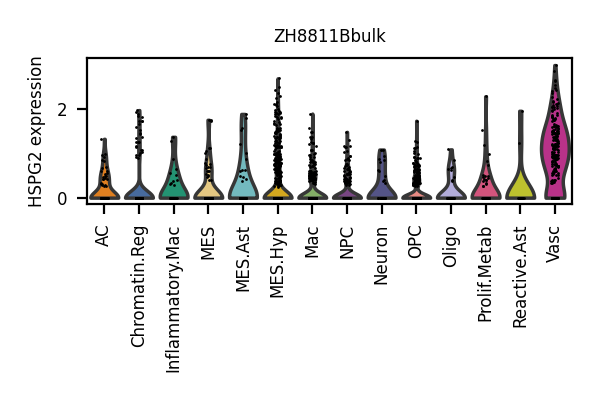 ZH8811Bbulk
HSPG2 expression
2
0
AC
Chromatin.Reg
Inflammatory.Mac
MES
MES.Ast
MES.Hyp
Mac
NPC
Neuron
OPC
Oligo
Prolif.Metab
Reactive.Ast
Vasc